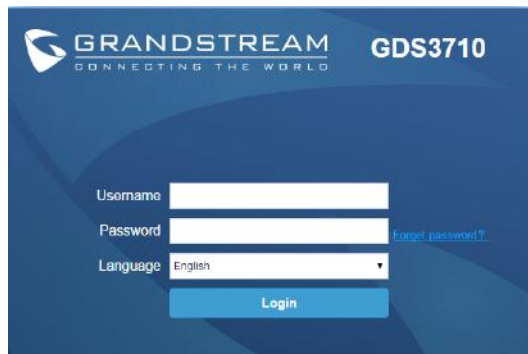 GRANDSTREAM
CONNECTING THE WORLD
GDS3710
Username
Password
Forget password?
Language English
Login